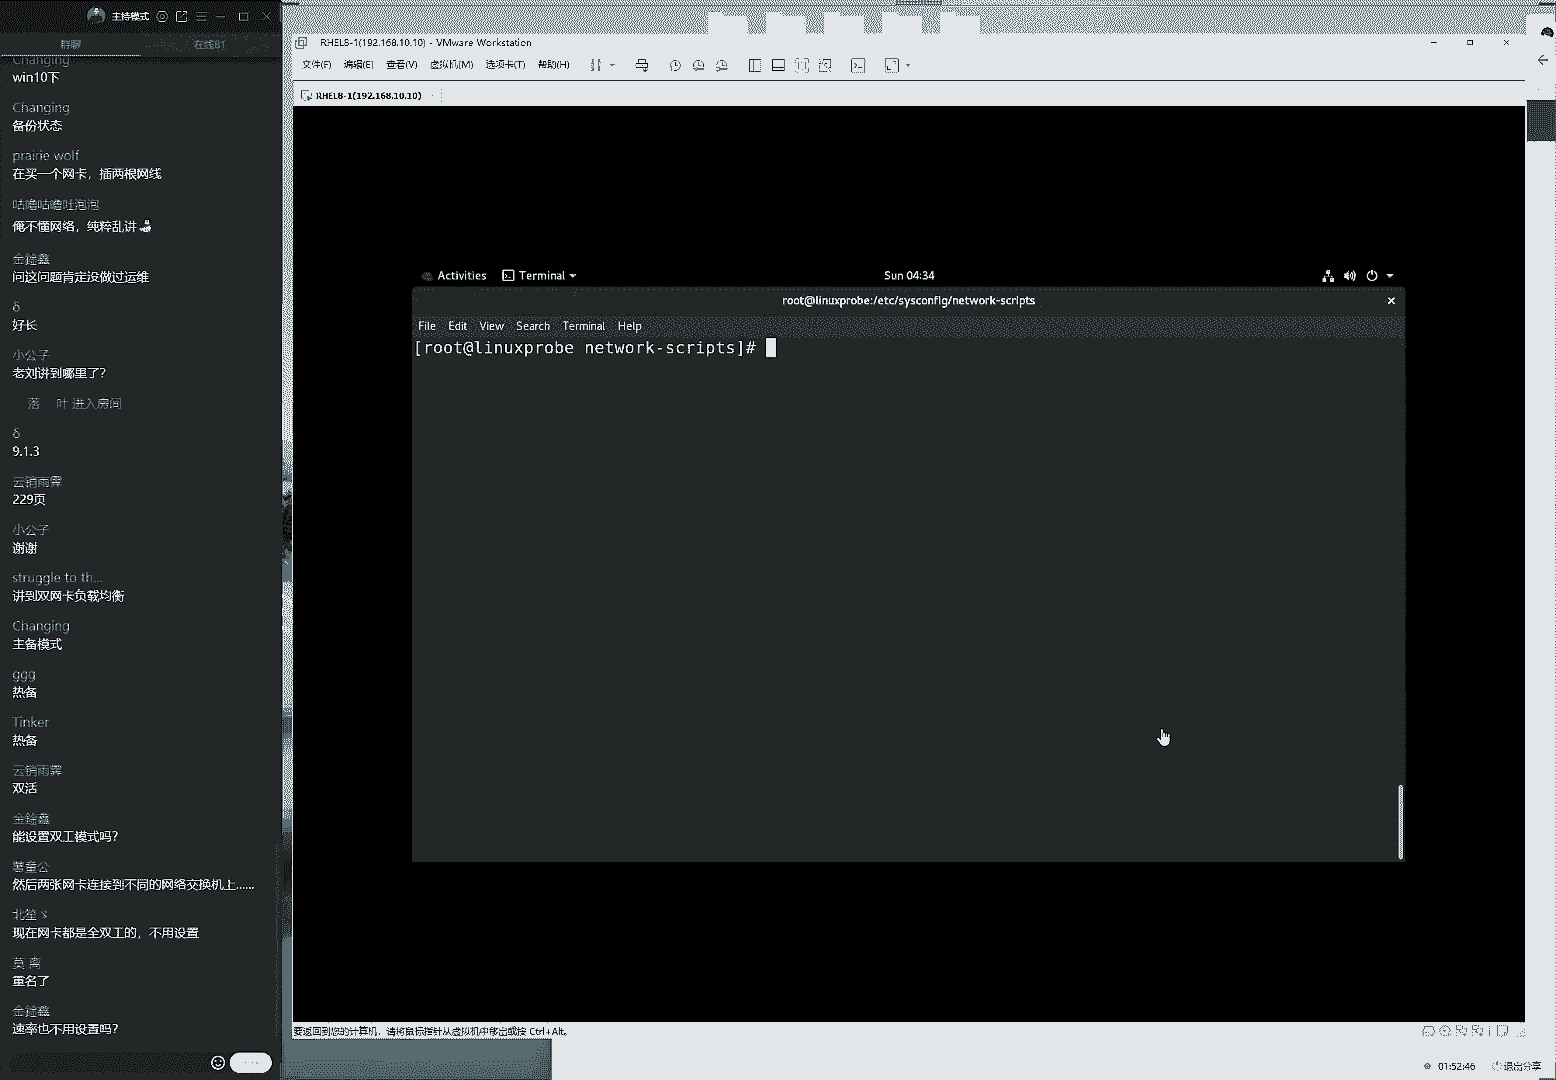 主持模式
群聊
在线81
Changing
win10下
Changing
备份状态
prairie wolf
在买一个网卡，插两根网线
咕噜咕噜吐泡泡
俺不懂网络，纯粹乱讲
问这问题肯定没做过运维
δ
好长
小公子
老刘讲到哪里了？
落 叶 进入房间
δ
9.1.3
云销雨霁
229页
小公子
谢谢
struggle to th...
讲到双网卡负载均衡
Changing
主备模式
ggg
热备
Tinker
热备
云销雨霁
双活
能设置双工模式吗？
然后两张网卡连接到不同的网络交换机上......
现在网卡都是全双工的，不用设置
莫 离
重名了
速率也不用设置吗？
RHEL8-1(192.168.10.10) - VMware Workstation
文件(F) 编辑(E) 查看(V) 虚拟机(M) 选项卡(T) 帮助(H)
RHEL8-1(192.168.10.10)
Activities Terminal Sun 04:34
root@linuxprobe:/etc/sysconfig/network-scripts
File Edit View Search Terminal Help
[root@linuxprobe network-scripts]#
要返回到您的计算机，请将鼠标指针从虚拟机中移出或按 Ctrl+Alt。
01:52:46 退出分享